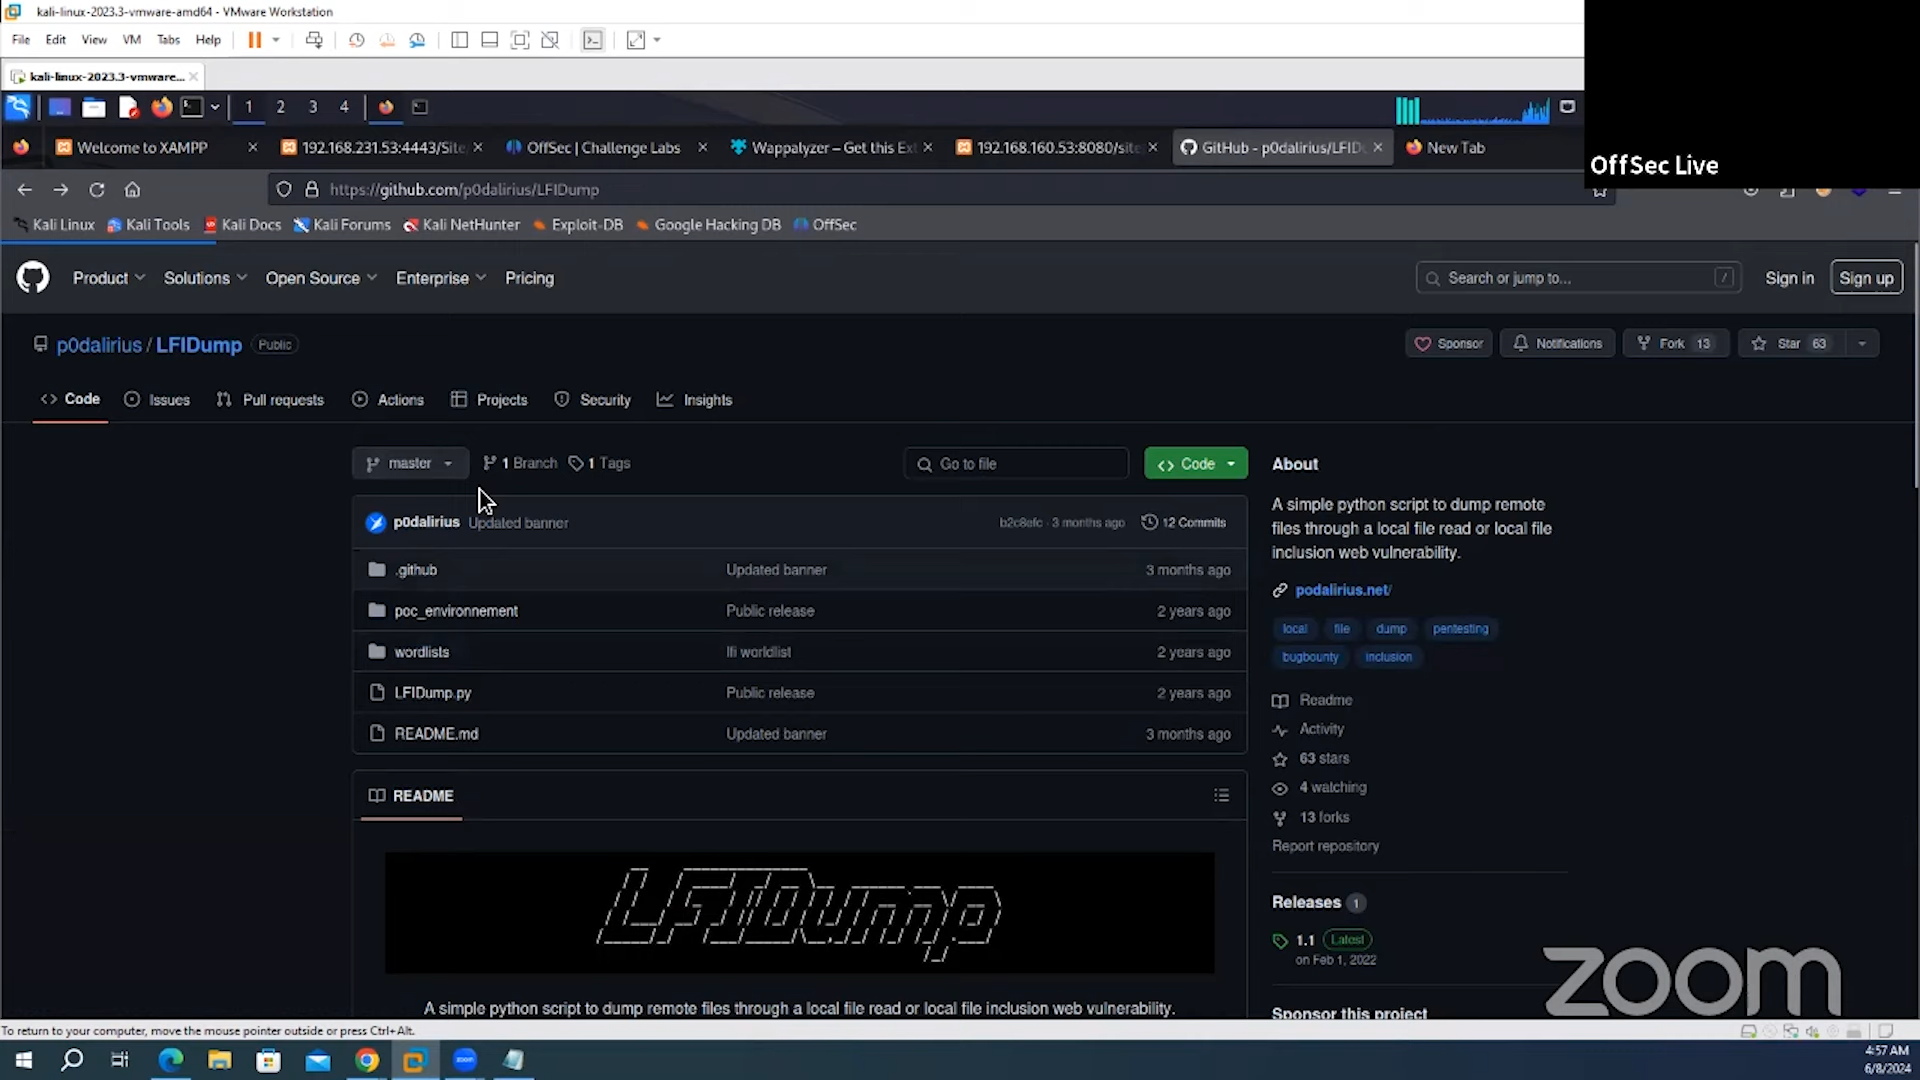 kali-linux-2023.3-vmware-amd64 - VMware Workstation
File Edit View VM Tabs Help
kali-linux-2023.3-vmware...
1 2 3 4
Welcome to XAMPP 192.168.231.53:4443/Site OffSec | Challenge Labs Wappalyzer – Get this Ext 192.168.160.53:8080/site GitHub - p0dalirius/LFID New Tab
OffSec Live
https://github.com/p0dalirius/LFIDump
Kali Linux Kali Tools Kali Docs Kali Forums Kali NetHunter Exploit-DB Google Hacking DB OffSec
Product Solutions Open Source Enterprise Pricing Search or jump to... / Sign in Sign up
p0dalirius / LFIDump Public Sponsor Notifications Fork 13 Star 63
Code Issues Pull requests Actions Projects Security Insights
master 1 Branch 1 Tags Go to file Code
p0dalirius Updated banner b2c8efc · 3 months ago 12 Commits
.github Updated banner 3 months ago
poc_environnement Public release 2 years ago
wordlists lfi worldlist 2 years ago
LFIDump.py Public release 2 years ago
README.md Updated banner 3 months ago
README
LFIDump
A simple python script to dump remote files through a local file read or local file inclusion web vulnerability.
About
A simple python script to dump remote
files through a local file read or local file
inclusion web vulnerability.
podalirius.net/
local file dump pentesting
bugbounty inclusion
Readme
Activity
63 stars
4 watching
13 forks
Report repository
Releases 1
1.1 Latest
on Feb 1, 2022
Sponsor this project
zoom
To return to your computer, move the mouse pointer outside or press Ctrl+Alt.
zoom
4:57 AM
6/8/2024